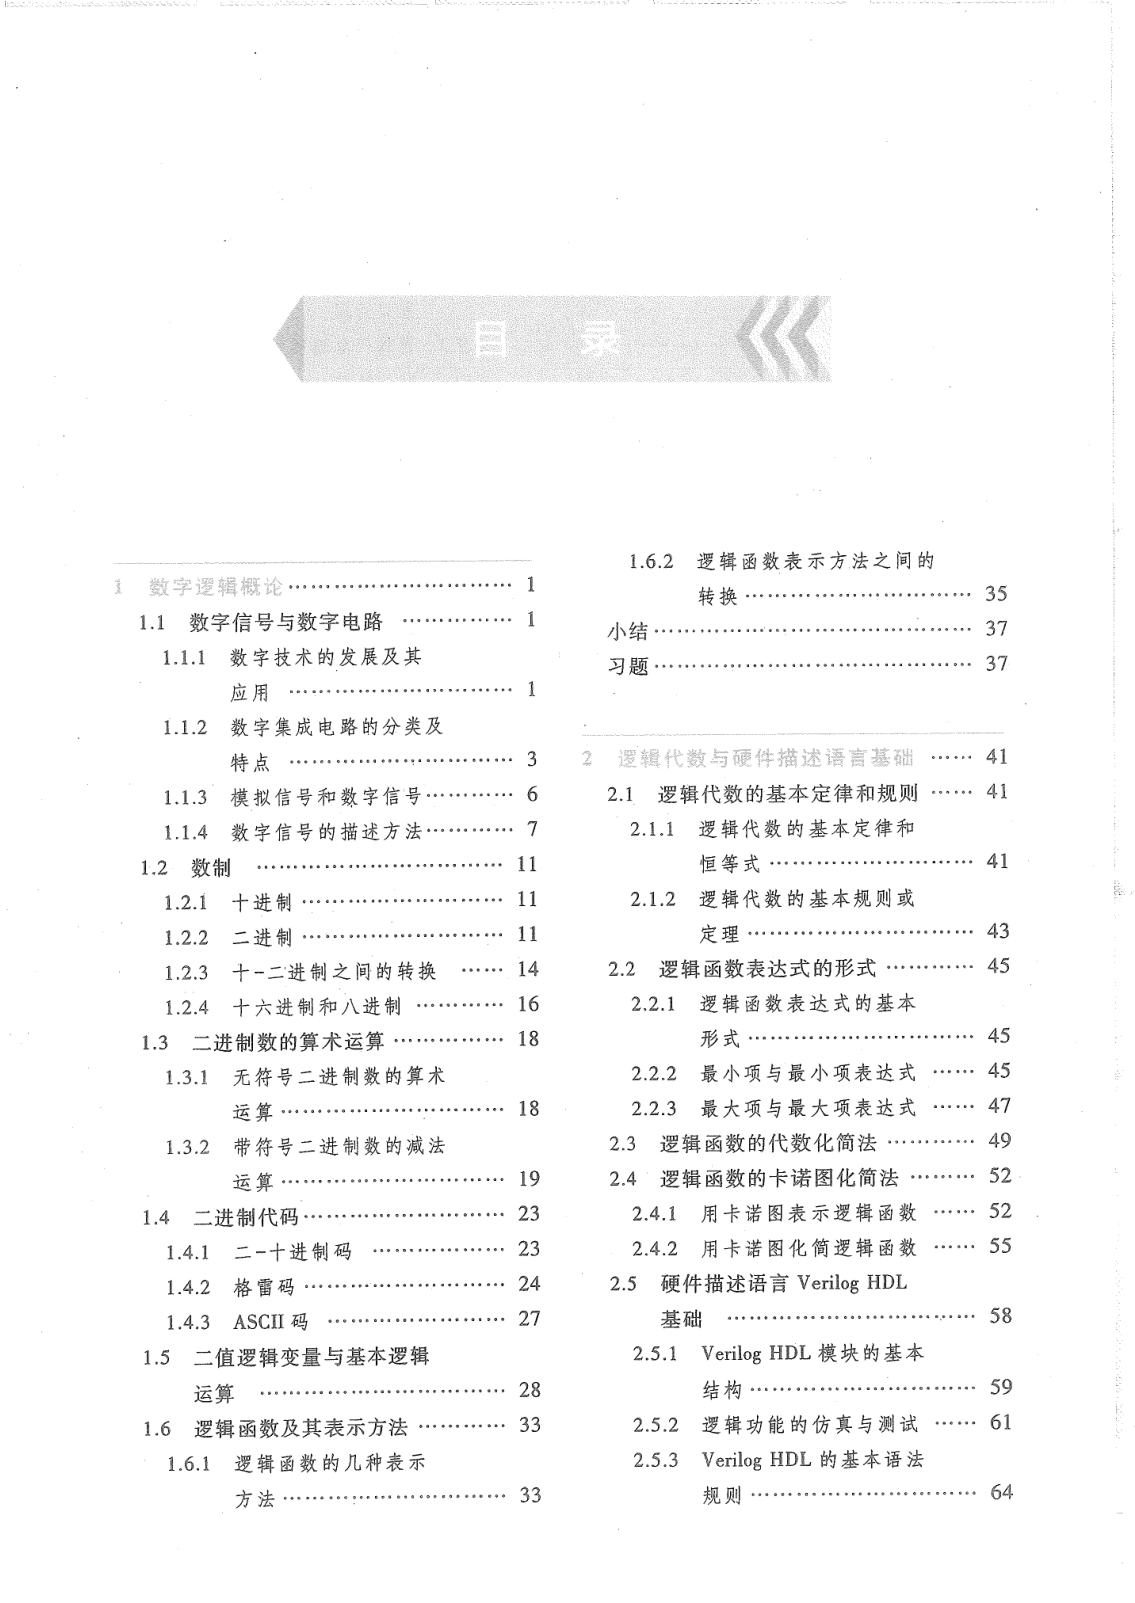 目 录
1 数字逻辑概论 …………………………… 1
1.1 数字信号与数字电路 …………… 1
1.1.1 数字技术的发展及其
应用 ………………………… 1
1.1.2 数字集成电路的分类及
特点 ………………………… 3
1.1.3 模拟信号和数字信号………… 6
1.1.4 数字信号的描述方法………… 7
1.2 数制 …………………………… 11
1.2.1 十进制 ……………………… 11
1.2.2 二进制 ……………………… 11
1.2.3 十-二进制之间的转换 …… 14
1.2.4 十六进制和八进制 ………… 16
1.3 二进制数的算术运算 …………… 18
1.3.1 无符号二进制数的算术
运算 ………………………… 18
1.3.2 带符号二进制数的减法
运算 ………………………… 19
1.4 二进制代码 ……………………… 23
1.4.1 二-十进制码 ……………… 23
1.4.2 格雷码 ……………………… 24
1.4.3 ASCII 码 …………………… 27
1.5 二值逻辑变量与基本逻辑
运算 …………………………… 28
1.6 逻辑函数及其表示方法 ………… 33
1.6.1 逻辑函数的几种表示
方法 ………………………… 33
1.6.2 逻辑函数表示方法之间的
转换 ………………………… 35
小结 …………………………………… 37
习题 …………………………………… 37
2 逻辑代数与硬件描述语言基础 …… 41
2.1 逻辑代数的基本定律和规则 …… 41
2.1.1 逻辑代数的基本定律和
恒等式 ……………………… 41
2.1.2 逻辑代数的基本规则或
定理 ………………………… 43
2.2 逻辑函数表达式的形式 ………… 45
2.2.1 逻辑函数表达式的基本
形式 ………………………… 45
2.2.2 最小项与最小项表达式 …… 45
2.2.3 最大项与最大项表达式 …… 47
2.3 逻辑函数的代数化简法 ………… 49
2.4 逻辑函数的卡诺图化简法 ……… 52
2.4.1 用卡诺图表示逻辑函数 …… 52
2.4.2 用卡诺图化简逻辑函数 …… 55
2.5 硬件描述语言 Verilog HDL
基础 …………………………… 58
2.5.1 Verilog HDL 模块的基本
结构 ………………………… 59
2.5.2 逻辑功能的仿真与测试 …… 61
2.5.3 Verilog HDL 的基本语法
规则 ………………………… 64